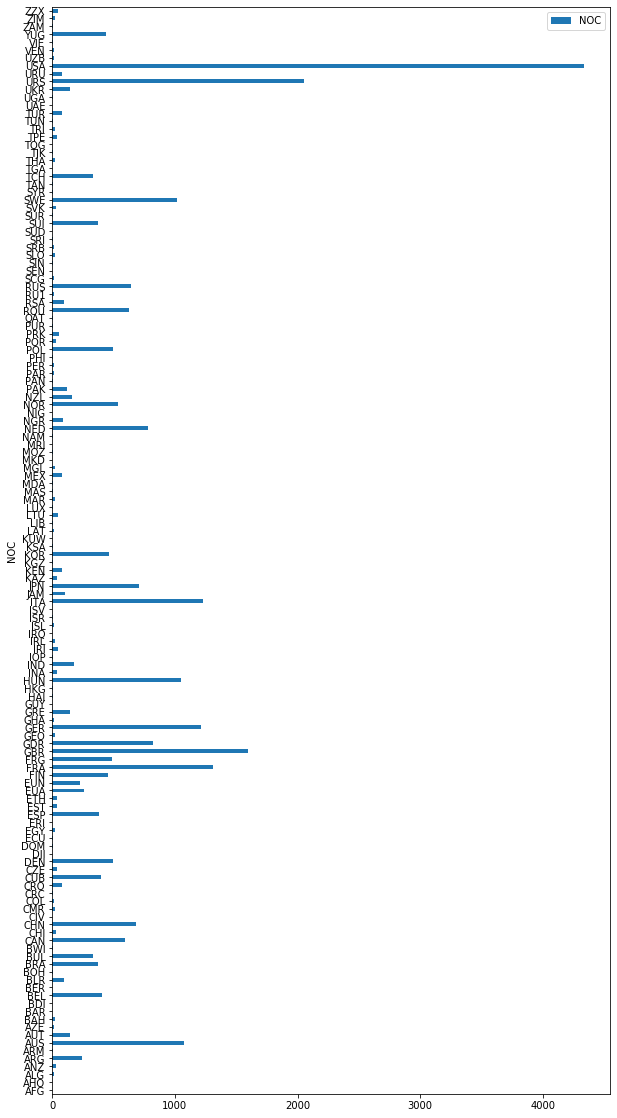 ZZX
ZIM
ZAM
YUG
VIE
VEN
UZB
USA
URU
URS
UKR
UGA
UAE
TUR
TUN
TRI
TPE
TOG
TJK
THA
TGA
TCH
TAN
SYR
SWE
SVK
SUR
SUI
SUD
SRI
SRB
SLO
SIN
SEN
SCG
RUS
RU1
RSA
ROU
QAT
PUR
PRK
POR
POL
PHI
PER
PAR
PAN
PAK
NZL
NOR
NIG
NGR
NED
NAM
MRI
MOZ
MKD
MGL
MEX
MDA
MAS
MAR
LUX
LTU
LIB
LAT
KUW
KSA
KOR
KGZ
KEN
KAZ
JPN
JAM
ITA
ISV
ISR
ISL
IRQ
IRL
IRI
IOP
IND
INA
HUN
HKG
HAI
GUY
GRE
GHA
GER
GEO
GDR
GBR
FRG
FRA
FIN
EUN
EUA
ETH
EST
ESP
ERI
EGY
ECU
DOM
DJI
DEN
CZE
CUB
CRO
CRC
COL
CMR
CIV
CHN
CHI
CAN
BWI
BUL
BRA
BOH
BLR
BER
BEL
BDI
BAR
BAH
AZE
AUT
AUS
ARM
ARG
ANZ
ALG
AHO
AFG
NOC
0 1000 2000 3000 4000
NOC